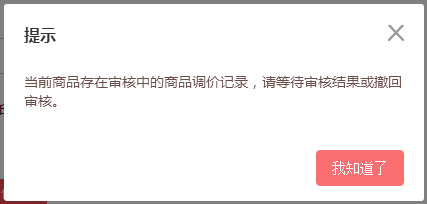 提示
当前商品存在审核中的商品调价记录，请等待审核结果或撤回
审核。
我知道了